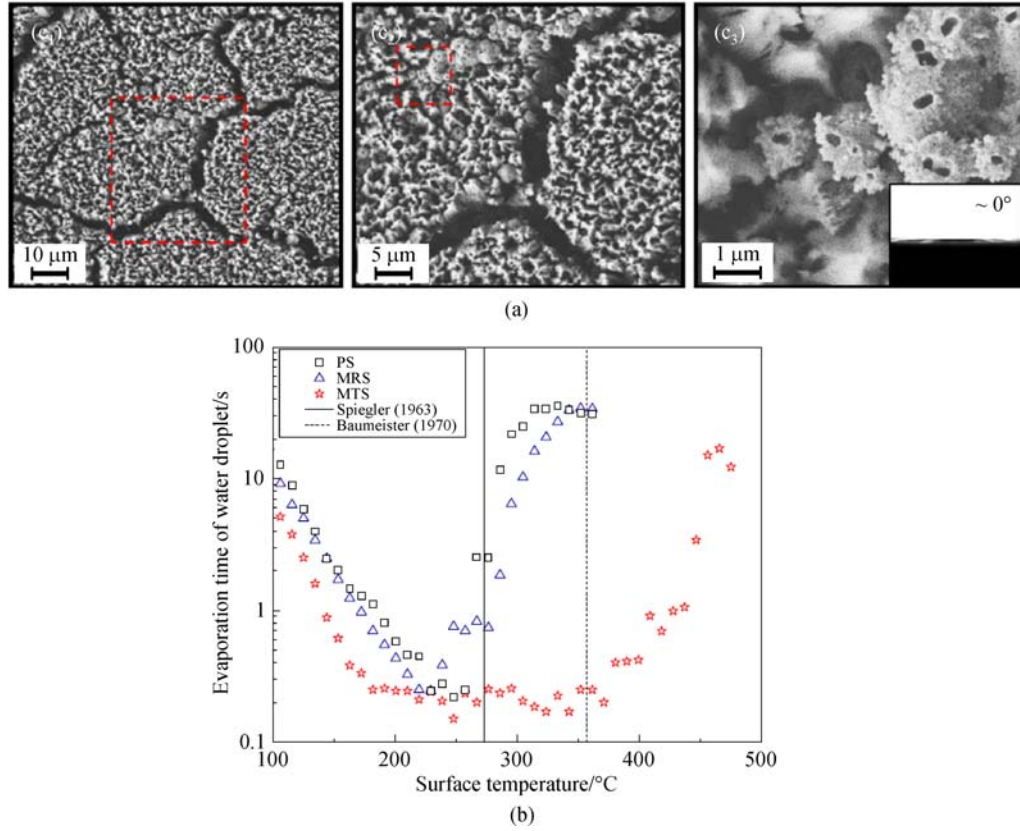 (c₁)
(c₃)
10 μm
5 μm
1 μm
~ 0°
(a)
100
10
1
0.1
Evaporation time of water droplet/s
PS
MRS
MTS
Spiegler (1963)
Baumeister (1970)
100
200
300
400
500
Surface temperature/°C
(b)